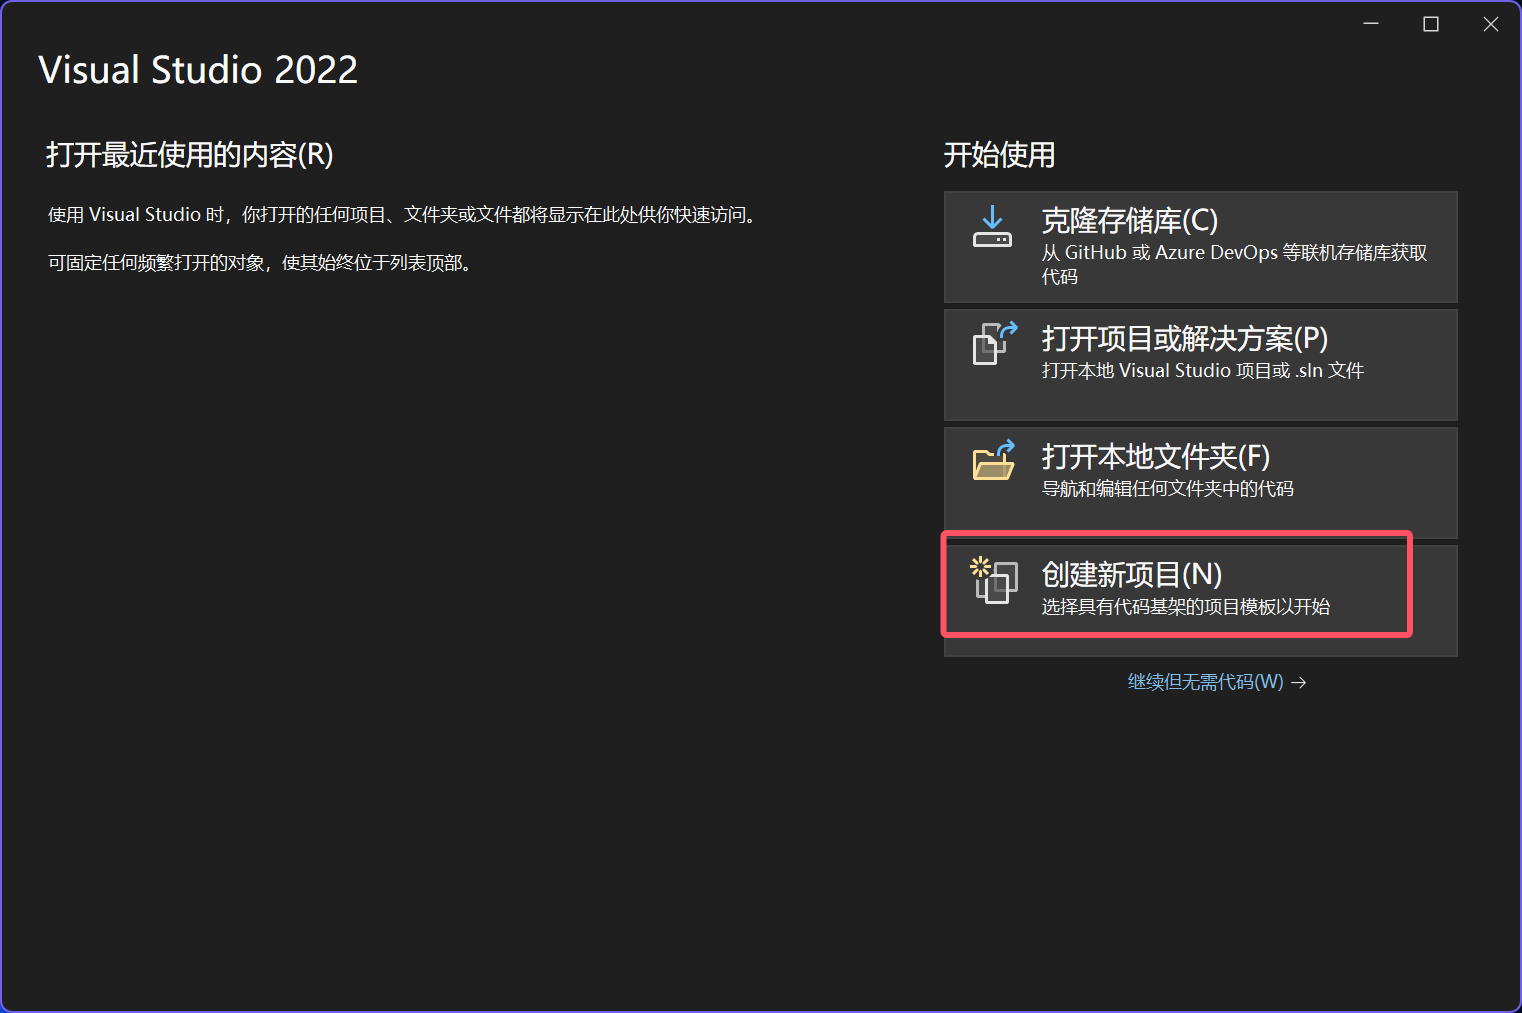 Visual Studio 2022
打开最近使用的内容(R)
使用 Visual Studio 时，你打开的任何项目、文件夹或文件都将显示在此处供你快速访问。
可固定任何频繁打开的对象，使其始终位于列表顶部。
开始使用
克隆存储库(C)
从 GitHub 或 Azure DevOps 等联机存储库获取
代码
打开项目或解决方案(P)
打开本地 Visual Studio 项目或 .sln 文件
打开本地文件夹(F)
导航和编辑任何文件夹中的代码
创建新项目(N)
选择具有代码基架的项目模板以开始
继续但无需代码(W) →